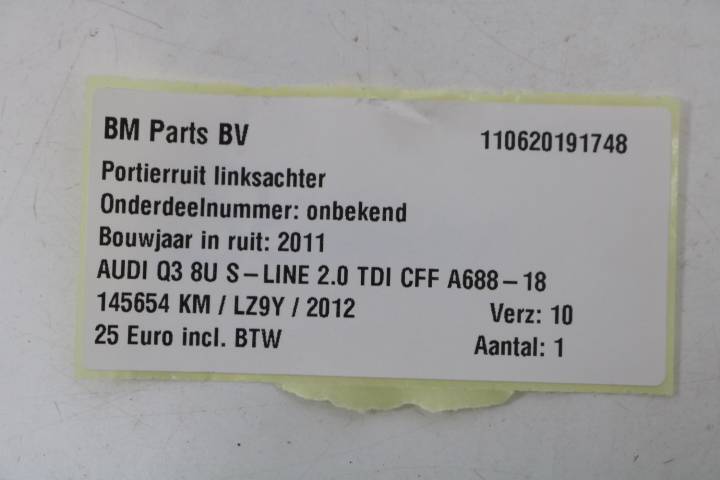 BM Parts BV 110620191748
Portierruit linksachter
Onderdeelnummer: onbekend
Bouwjaar in ruit: 2011
AUDI Q3 8U S-LINE 2.0 TDI CFF A688-18
145654 KM / LZ9Y / 2012 Verz: 10
25 Euro incl. BTW Aantal: 1